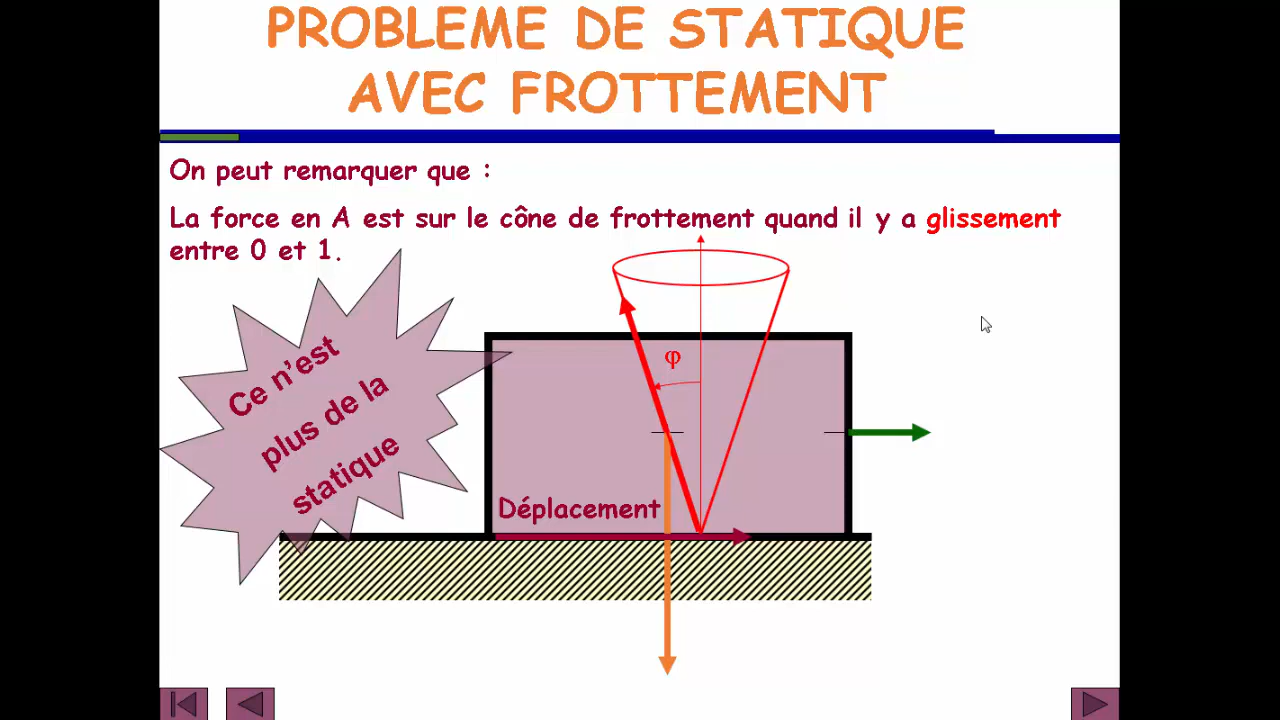 PROBLEME DE STATIQUE
AVEC FROTTEMENT
On peut remarquer que :
La force en A est sur le cône de frottement quand il y a glissement
entre 0 et 1.
Ce n'est
plus de la
statique
φ
Déplacement